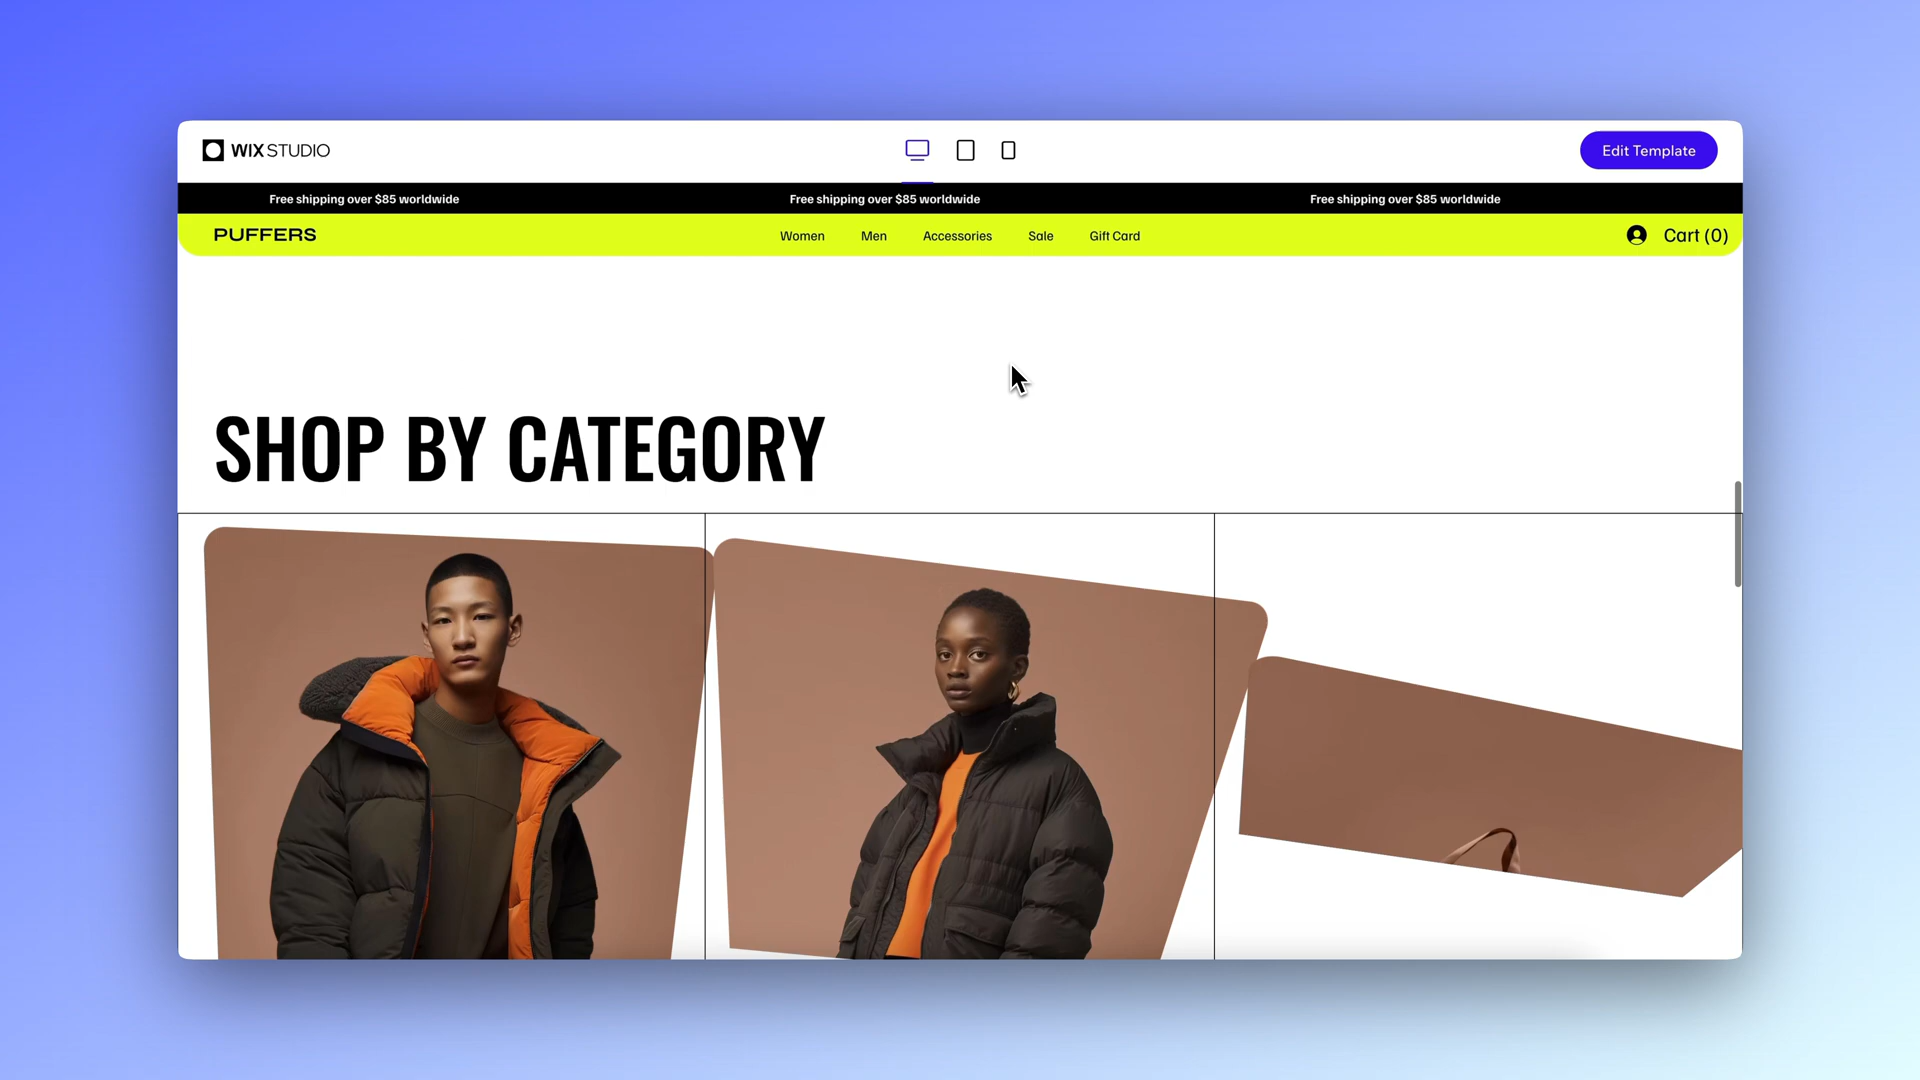 WIX STUDIO
Edit Template
Free shipping over $85 worldwide
Free shipping over $85 worldwide
Free shipping over $85 worldwide
PUFFERS
Women
Men
Accessories
Sale
Gift Card
Cart (0)
SHOP BY CATEGORY